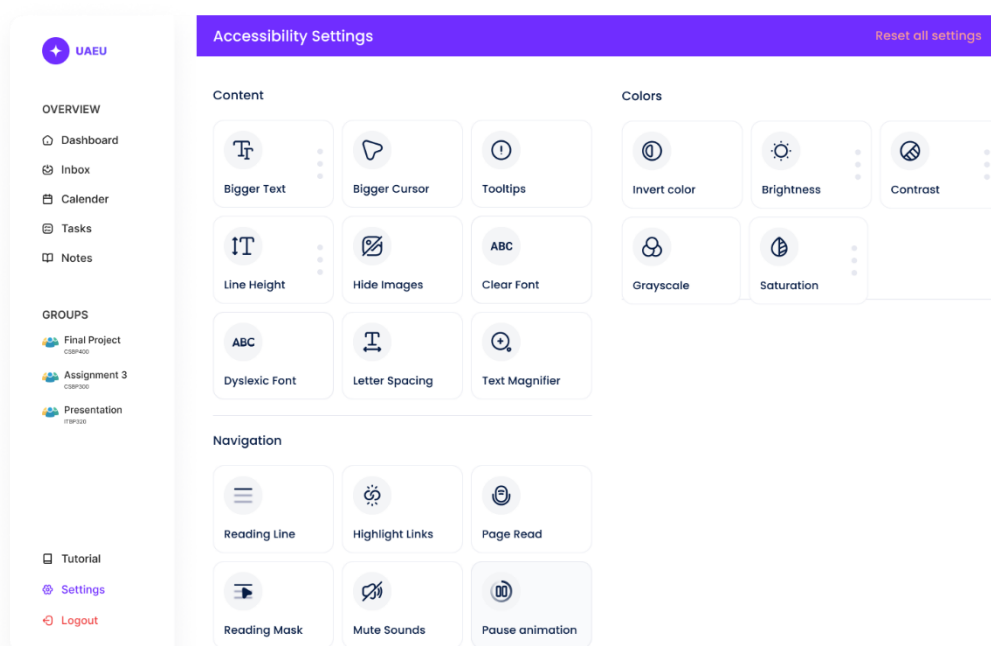 UAEU
OVERVIEW
Dashboard
Inbox
Calender
Tasks
Notes
GROUPS
Final Project
CSBP400
Assignment 3
CSBP300
Presentation
ITBP320
Tutorial
Settings
Logout
Accessibility Settings
Reset all settings
Content
Bigger Text
Bigger Cursor
Tooltips
Line Height
Hide Images
ABC
Clear Font
ABC
Dyslexic Font
Letter Spacing
Text Magnifier
Navigation
Reading Line
Highlight Links
Page Read
Reading Mask
Mute Sounds
Pause animation
Colors
Invert color
Brightness
Contrast
Grayscale
Saturation